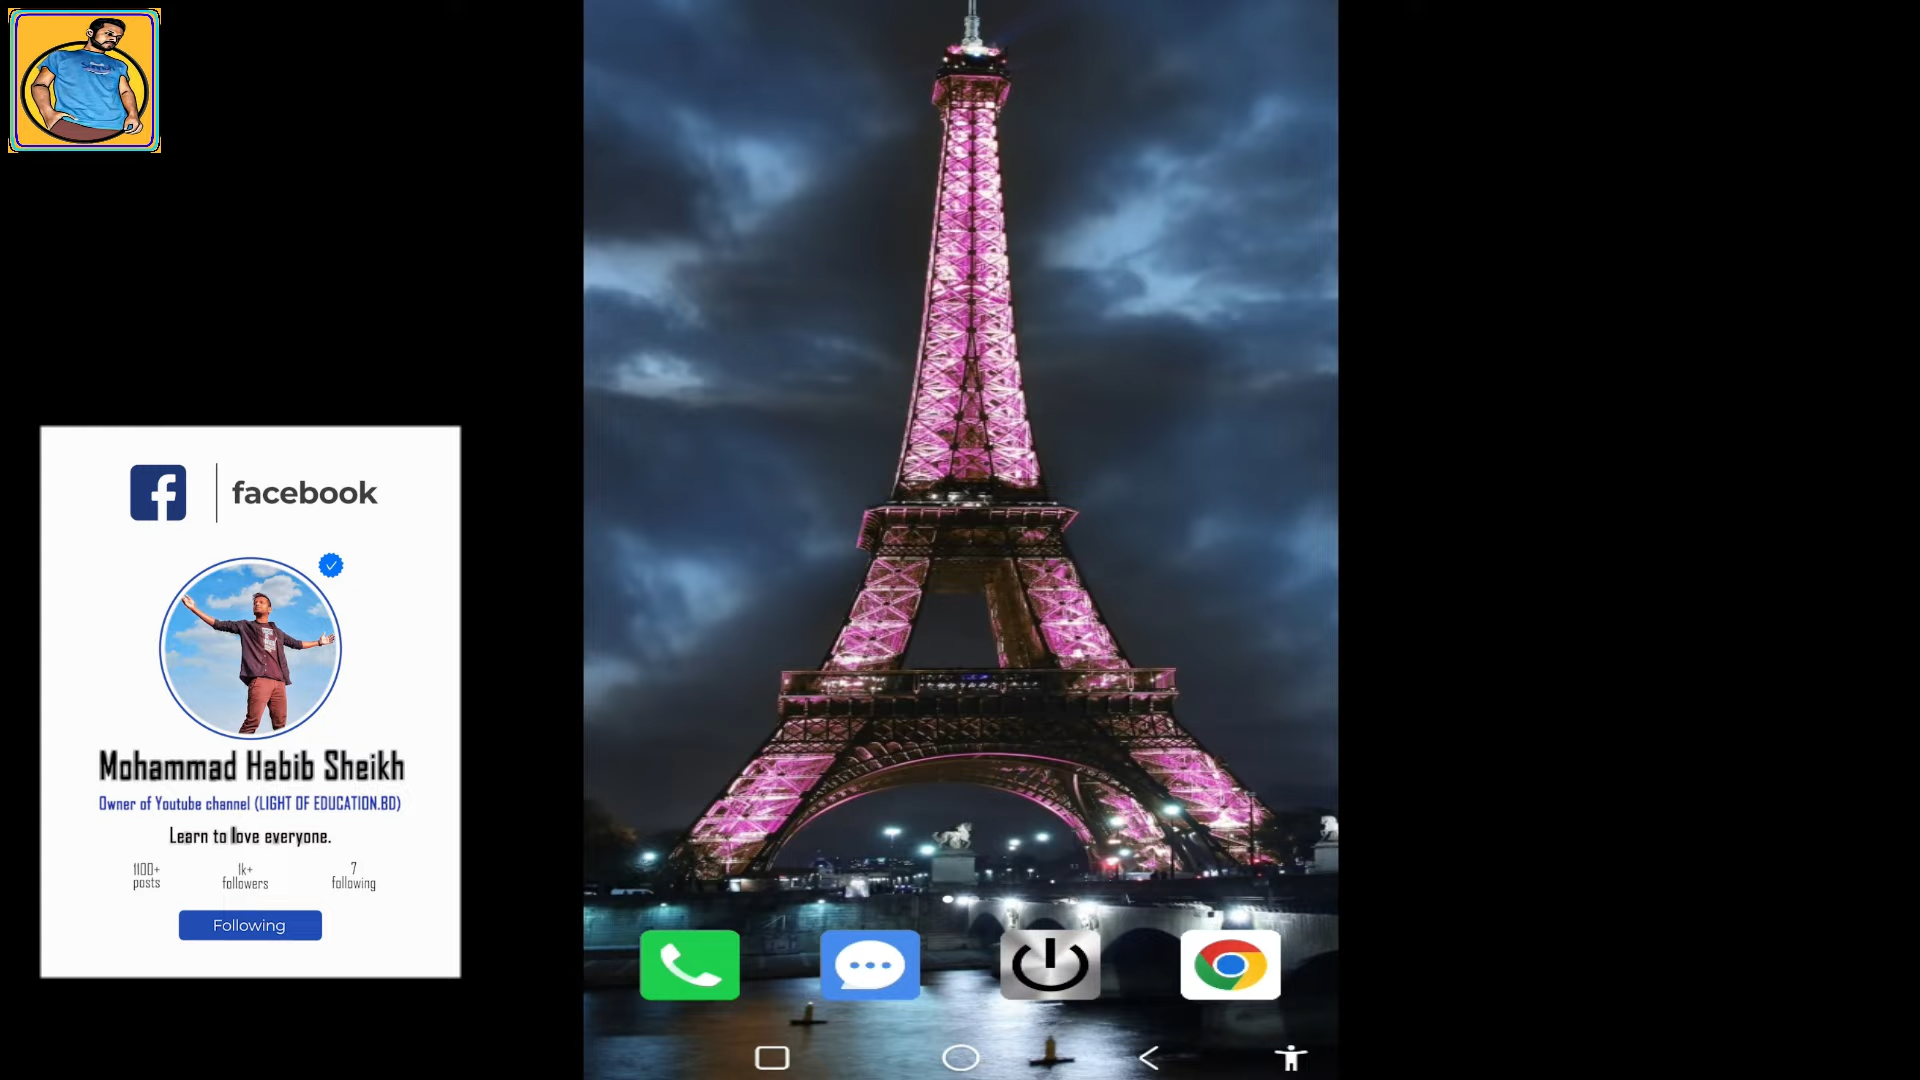 facebook
Mohammad Habib Sheikh
Owner of Youtube channel (LIGHT OF EDUCATION.BD)
Learn to love everyone.
1100+
posts
1k+
followers
7
following
Following